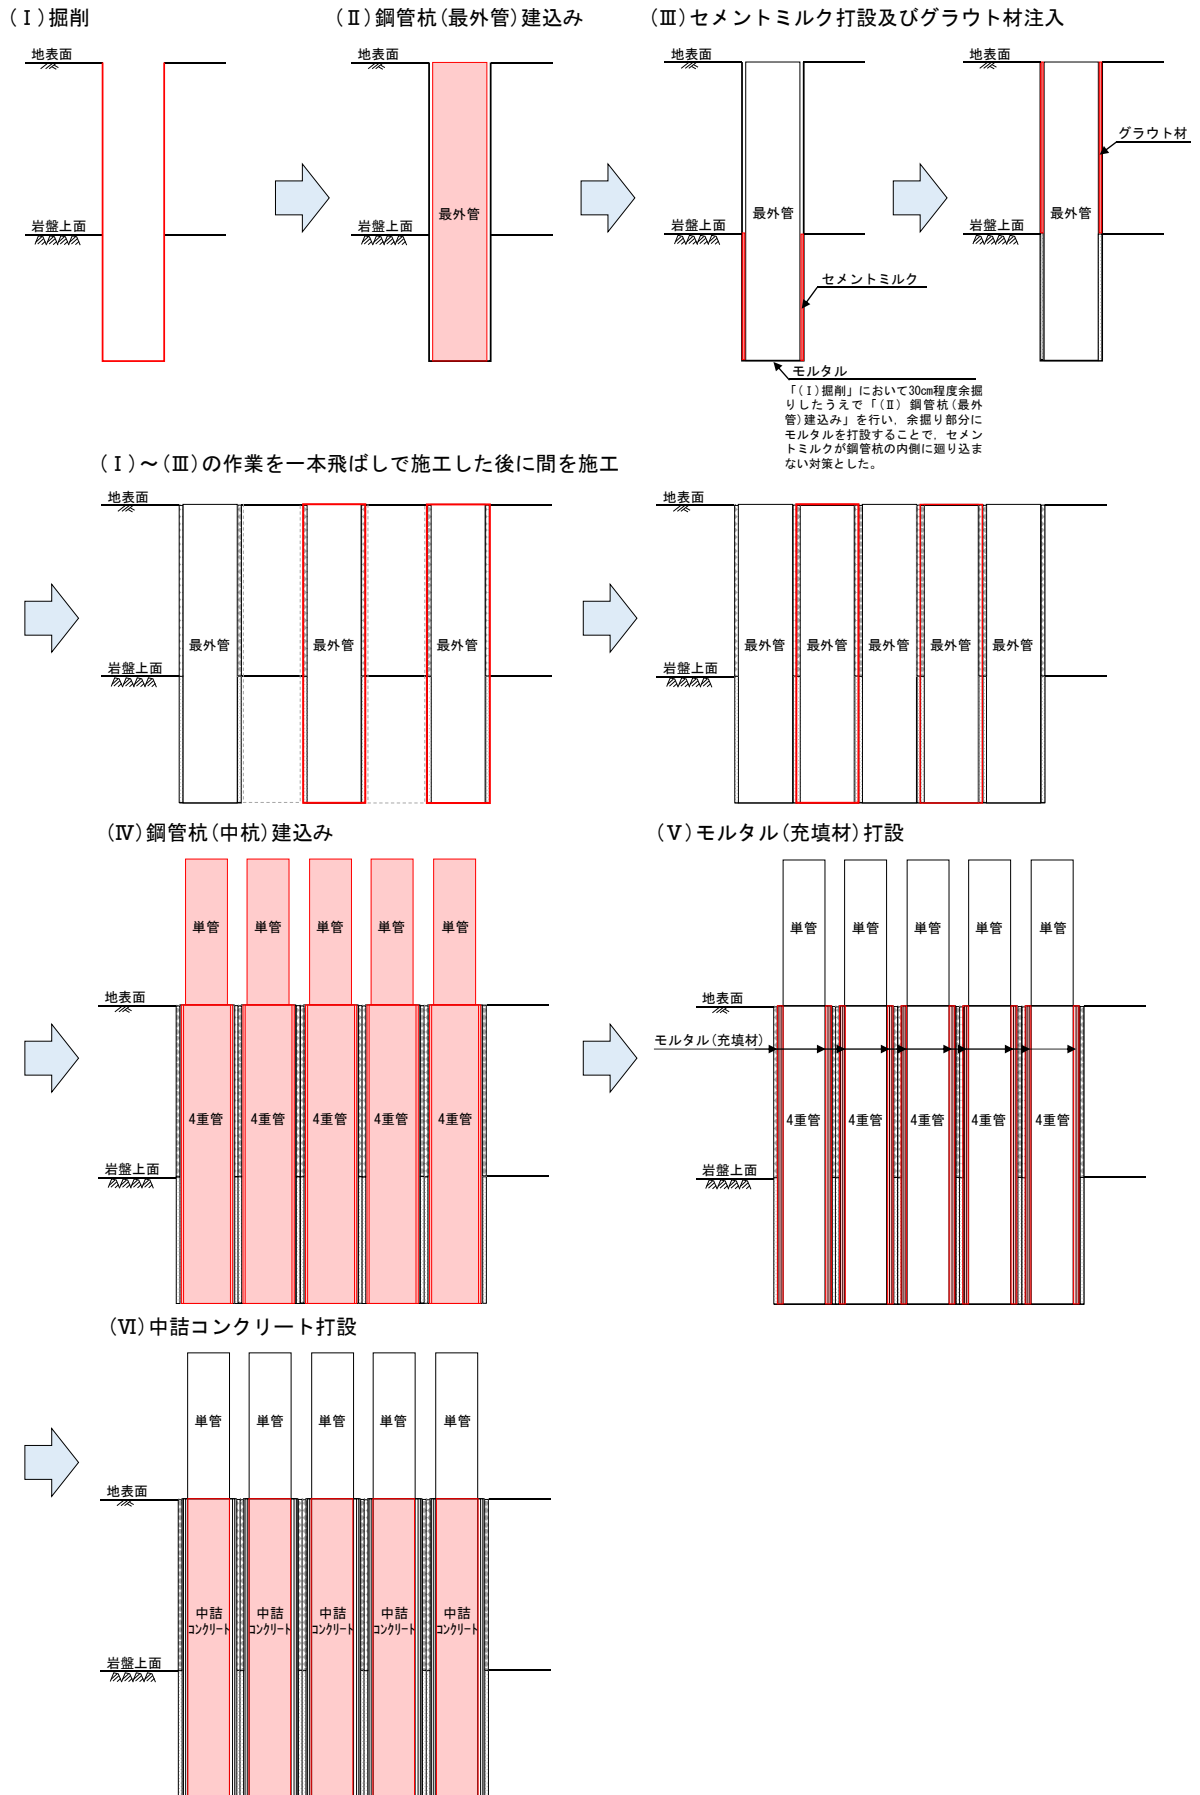 (Ⅰ)掘削
(Ⅱ)鋼管杭(最外管)建込み
(Ⅲ)セメントミルク打設及びグラウト材注入
地表面
地表面
地表面
地表面
グラウト材
最外管
最外管
最外管
岩盤上面
岩盤上面
岩盤上面
岩盤上面
セメントミルク
モルタル
「(Ⅰ)掘削」において30cm程度余掘
りしたうえで「(Ⅱ) 鋼管杭(最外
管)建込み」を行い，余掘り部分に
モルタルを打設することで，セメン
トミルクが鋼管杭の内側に廻り込ま
ない対策とした。
(Ⅰ)～(Ⅲ)の作業を一本飛ばしで施工した後に間を施工
地表面
地表面
最外管 最外管 最外管
最外管 最外管 最外管 最外管 最外管
岩盤上面
岩盤上面
(Ⅳ)鋼管杭(中杭)建込み
(Ⅴ)モルタル(充填材)打設
単管 単管 単管 単管 単管
単管 単管 単管 単管 単管
地表面
地表面
モルタル(充填材)
4重管 4重管 4重管 4重管 4重管
4重管 4重管 4重管 4重管 4重管
岩盤上面
岩盤上面
(Ⅵ)中詰コンクリート打設
単管 単管 単管 単管 単管
地表面
中詰 中詰 中詰 中詰 中詰
コンクリート コンクリート コンクリート コンクリート コンクリート
岩盤上面